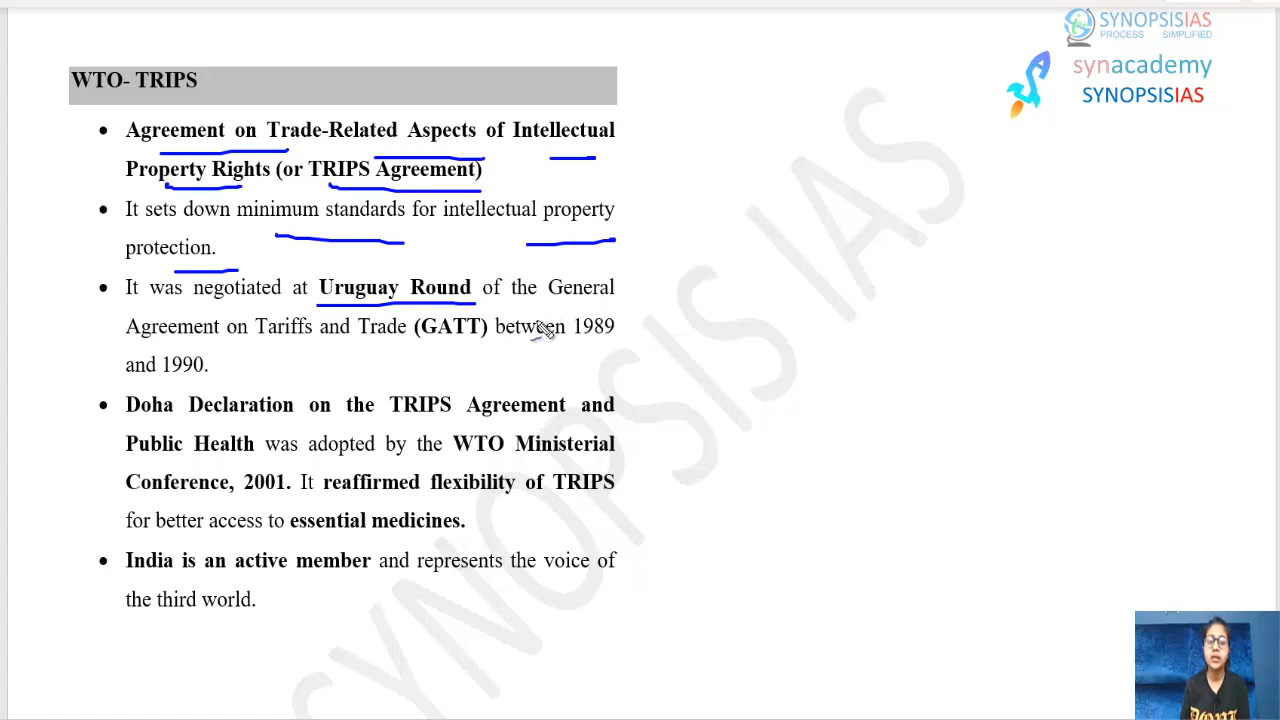 SYNOPSISIAS
PROCESS SIMPLIFIED
synacademy
SYNOPSISIAS
WTO- TRIPS
• Agreement on Trade-Related Aspects of Intellectual
Property Rights (or TRIPS Agreement)
• It sets down minimum standards for intellectual property
protection.
• It was negotiated at Uruguay Round of the General
Agreement on Tariffs and Trade (GATT) between 1989
and 1990.
• Doha Declaration on the TRIPS Agreement and
Public Health was adopted by the WTO Ministerial
Conference, 2001. It reaffirmed flexibility of TRIPS
for better access to essential medicines.
• India is an active member and represents the voice of
the third world.
SYNOPSIS IAS